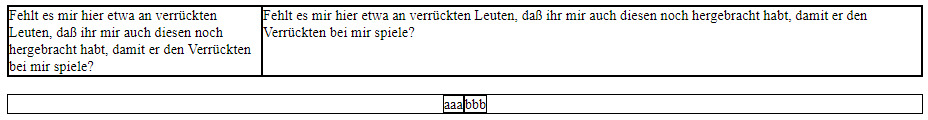 Fehlt es mir hier etwa an verrückten
Leuten, daß ihr mir auch diesen noch
hergebracht habt, damit er den Verrückten
bei mir spiele?
Fehlt es mir hier etwa an verrückten Leuten, daß ihr mir auch diesen noch hergebracht habt, damit er den
Verrückten bei mir spiele?
aaa bbb